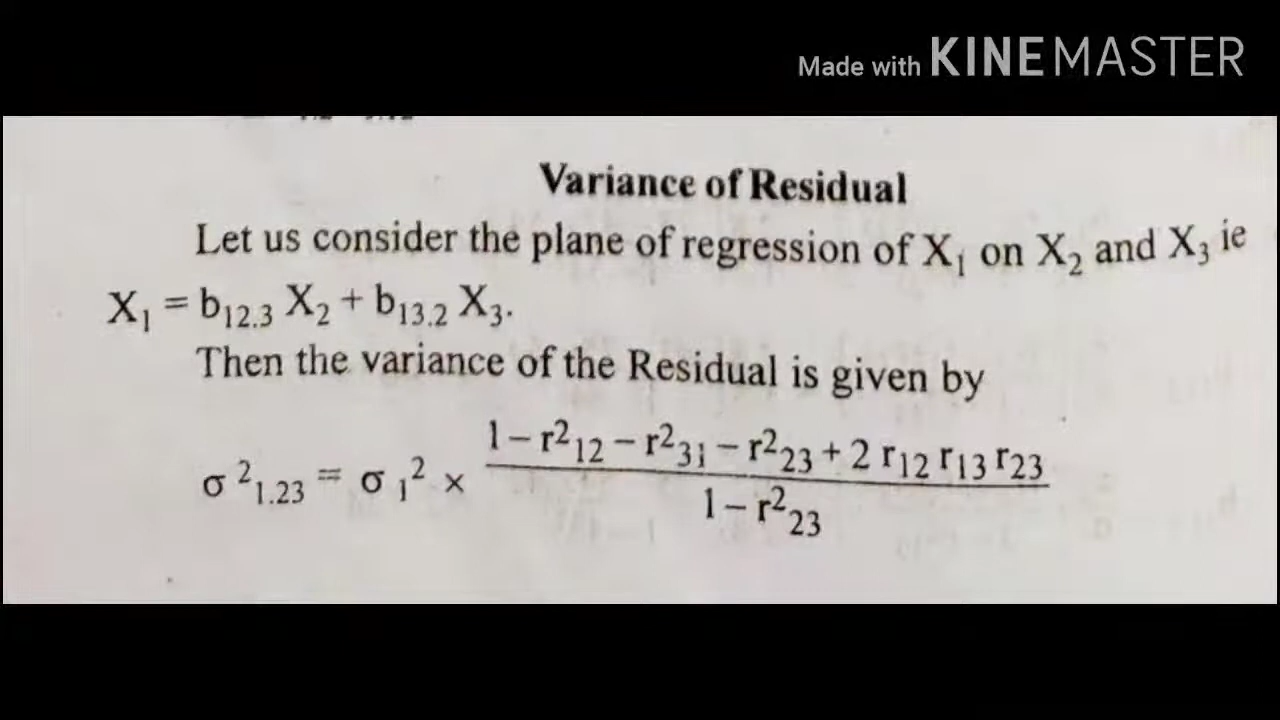 Made with KINEMASTER
Variance of Residual
Let us consider the plane of regression of X₁ on X₂ and X₃ ie
X₁ = b₁₂.₃ X₂ + b₁₃.₂ X₃.
Then the variance of the Residual is given by
σ²₁.₂₃ = σ₁² × (1 – r²₁₂ – r²₃₁ – r²₂₃ + 2 r₁₂ r₁₃ r₂₃) / (1 – r²₂₃)